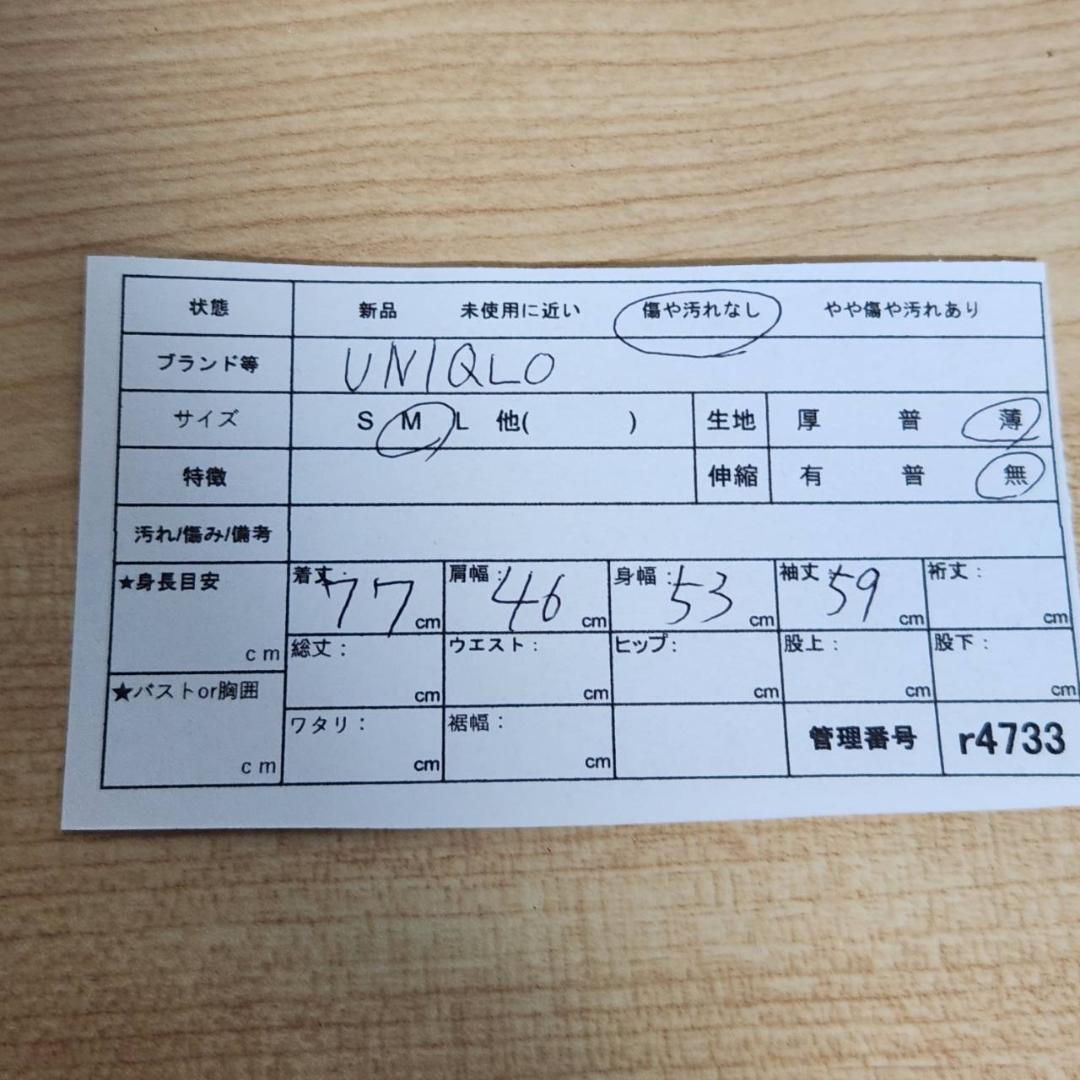 状態 新品 未使用に近い 傷や汚れなし やや傷や汚れあり
ブランド等 UNIQLO
サイズ S M L 他( ) 生地 厚 普 薄
特徴 伸縮 有 普 無
汚れ/傷み/備考
★身長目安 cm
着丈: 77 cm 肩幅: 46 cm 身幅: 53 cm 袖丈: 59 cm 裄丈: cm
総丈: cm ウエスト: cm ヒップ: cm 股上: cm 股下: cm
★バストor胸囲 cm
ワタリ: cm 裾幅: cm 管理番号 r4733